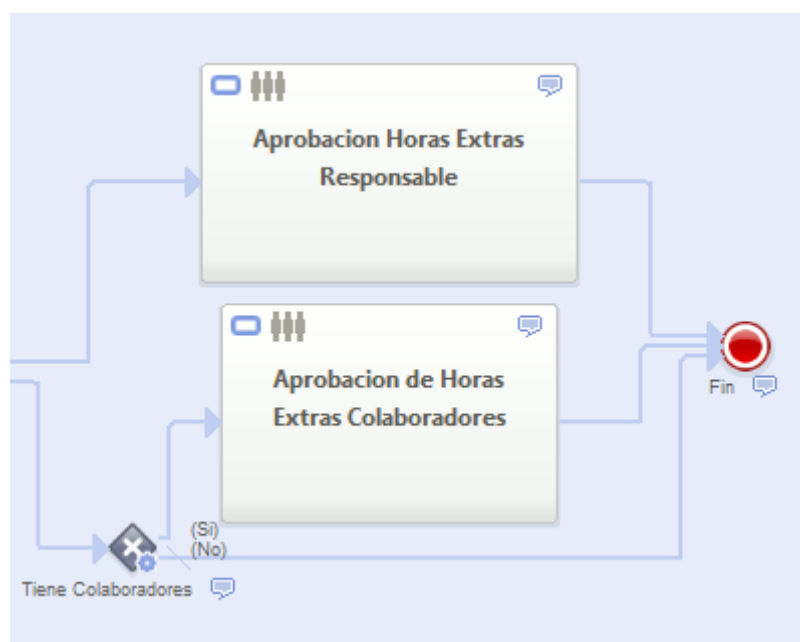 Aprobacion Horas Extras
Responsable
Aprobacion de Horas
Extras Colaboradores
Fin
(Si)
(No)
Tiene Colaboradores